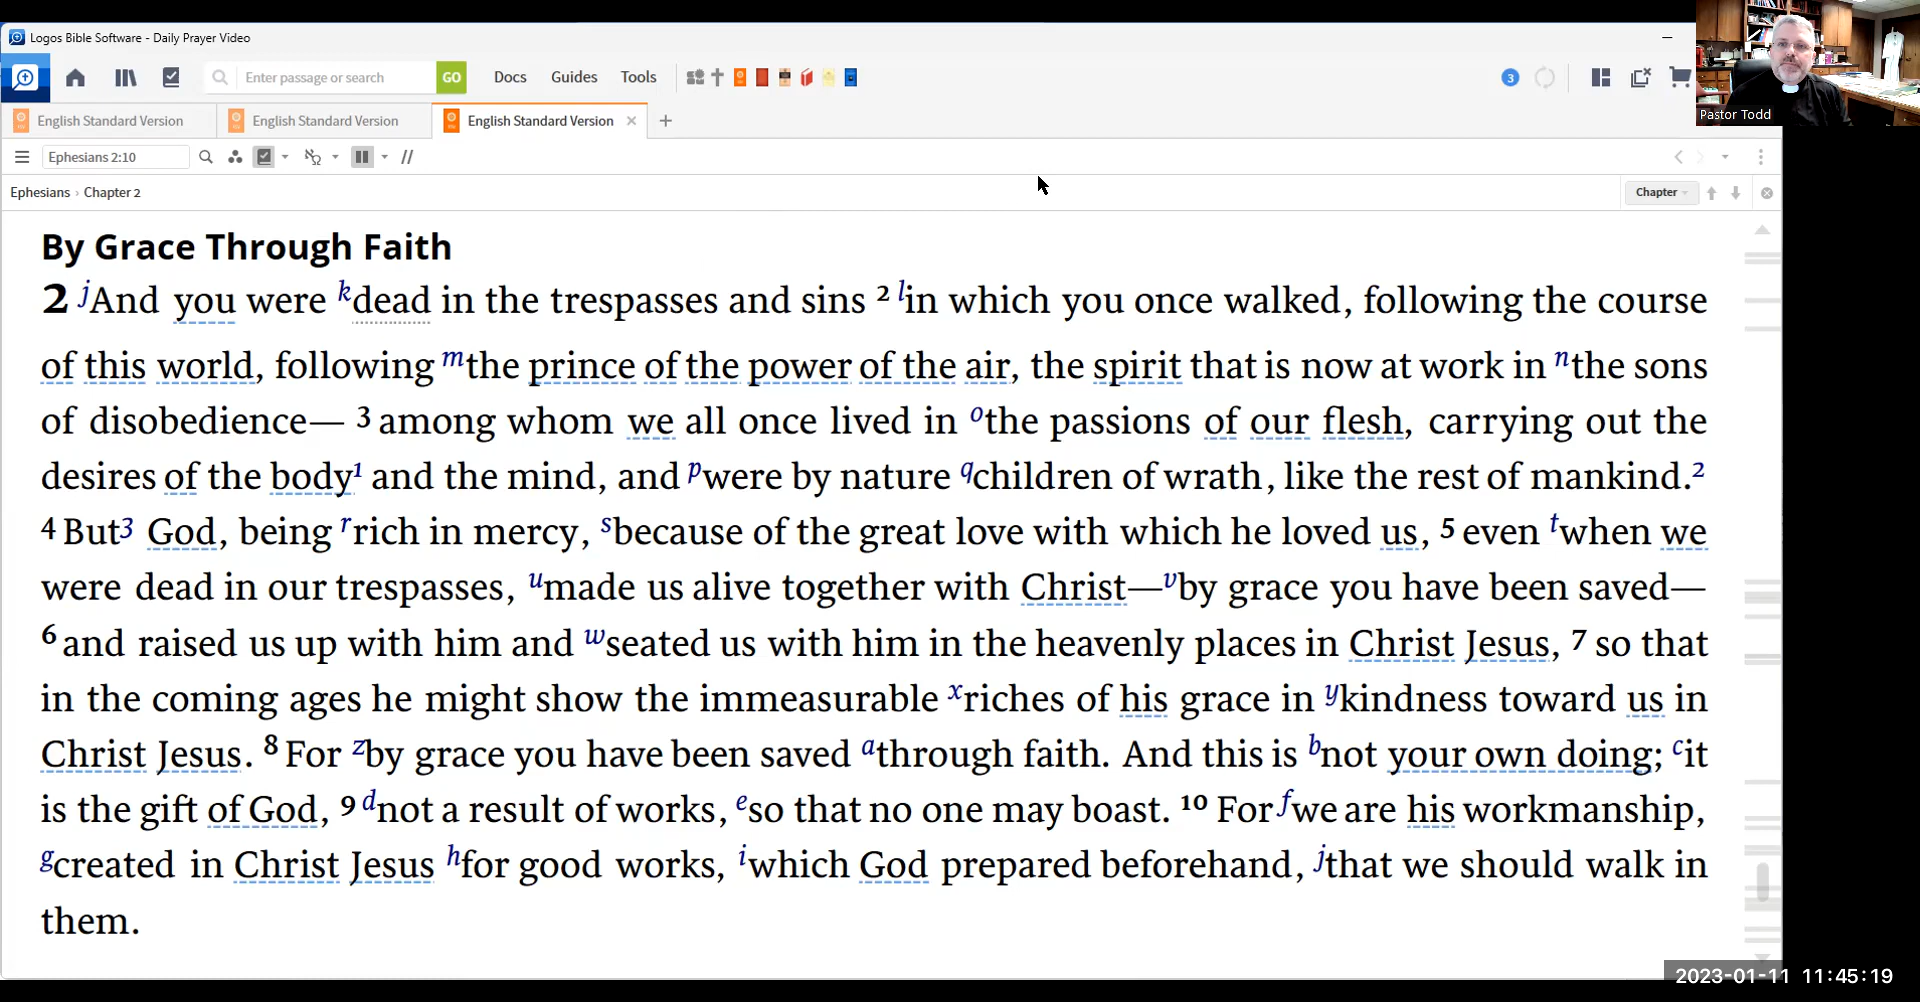 Logos Bible Software - Daily Prayer Video
Enter passage or search GO Docs Guides Tools 3
English Standard Version English Standard Version English Standard Version
Pastor Todd
Ephesians 2:10
Ephesians › Chapter 2 Chapter
By Grace Through Faith
2 jAnd you were kdead in the trespasses and sins 2 lin which you once walked, following the course
of this world, following mthe prince of the power of the air, the spirit that is now at work in nthe sons
of disobedience— 3 among whom we all once lived in othe passions of our flesh, carrying out the
desires of the body1 and the mind, and pwere by nature qchildren of wrath, like the rest of mankind.2
4 But3 God, being rrich in mercy, sbecause of the great love with which he loved us, 5 even twhen we
were dead in our trespasses, umade us alive together with Christ—vby grace you have been saved—
6 and raised us up with him and wseated us with him in the heavenly places in Christ Jesus, 7 so that
in the coming ages he might show the immeasurable xriches of his grace in ykindness toward us in
Christ Jesus. 8 For zby grace you have been saved athrough faith. And this is bnot your own doing; cit
is the gift of God, 9 dnot a result of works, eso that no one may boast. 10 For fwe are his workmanship,
gcreated in Christ Jesus hfor good works, iwhich God prepared beforehand, jthat we should walk in
them.
2023-01-11 11:45:19